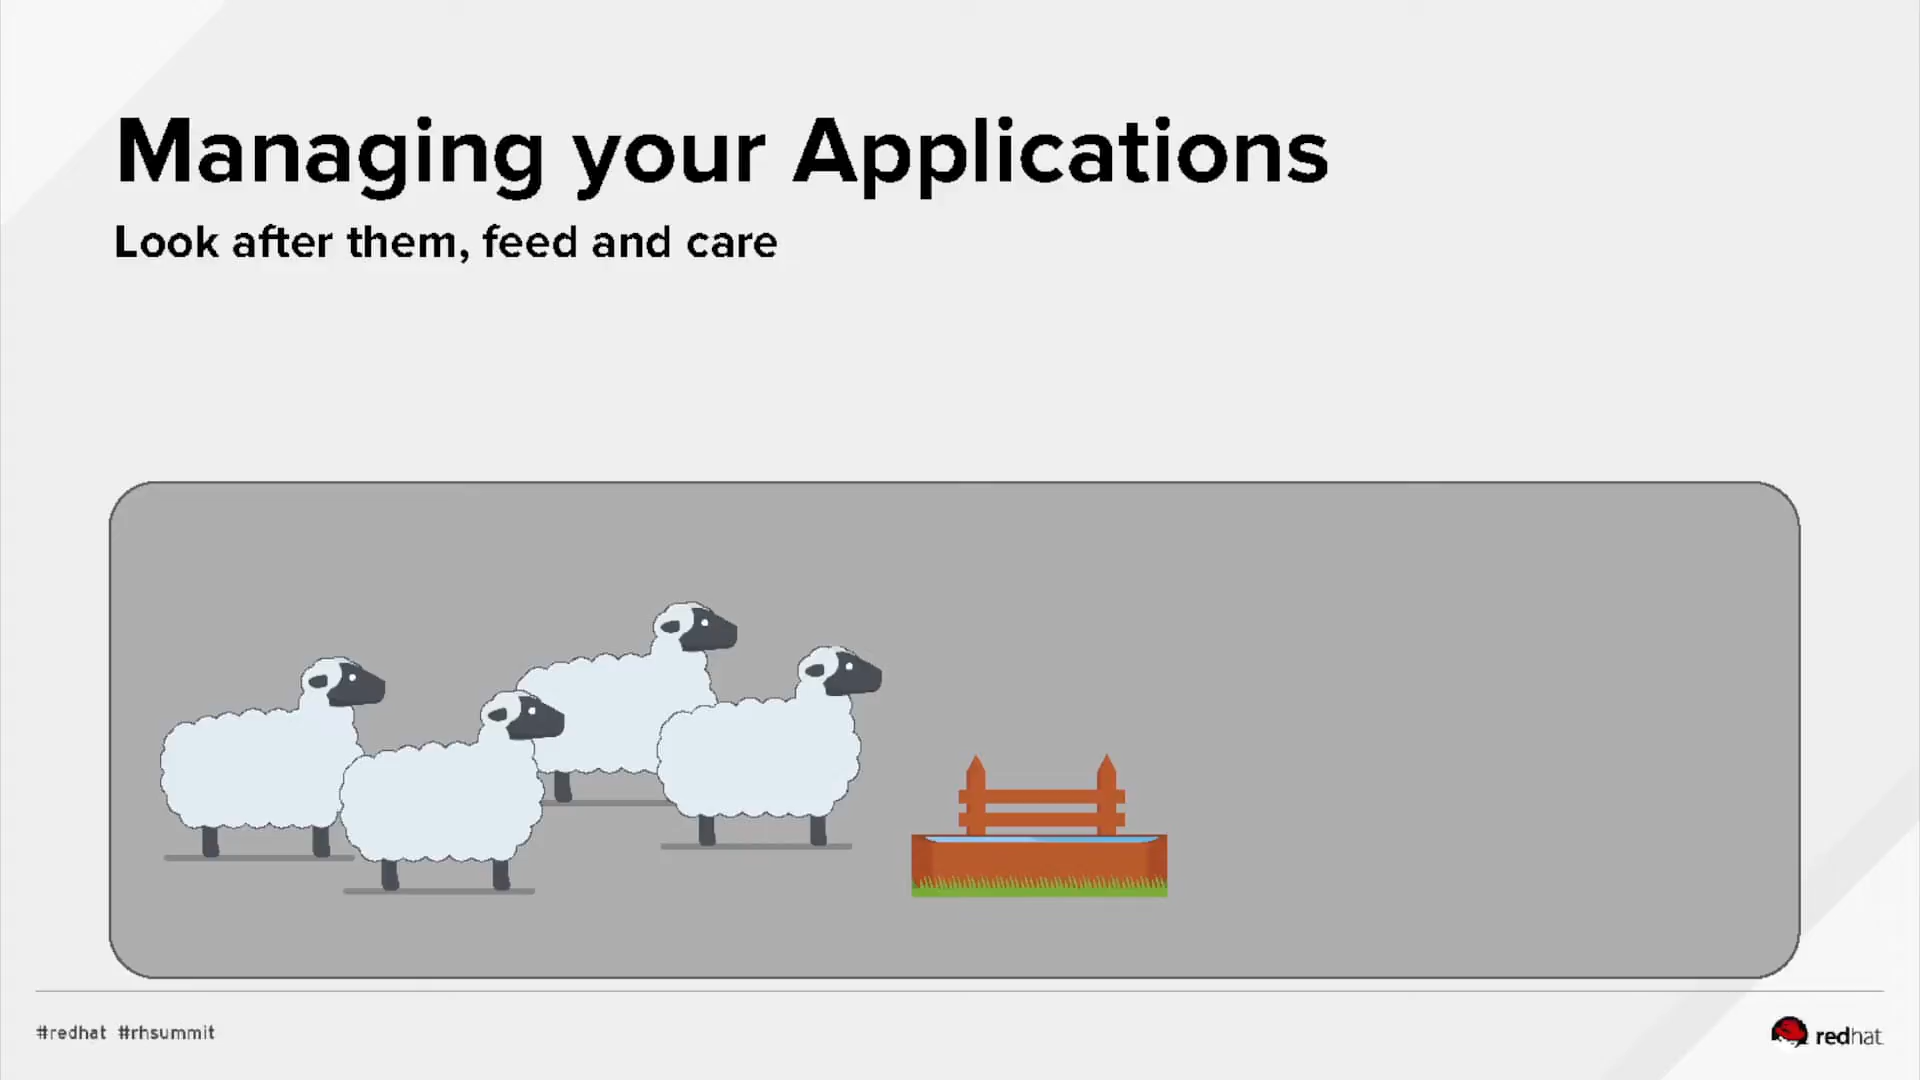 Managing your Applications
Look after them, feed and care
#redhat #rhsummit
redhat